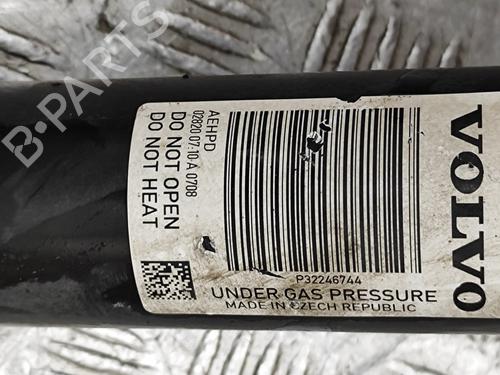 B-PARTS
AEHPD
02820 07-10-A 0708
DO NOT OPEN
DO NOT HEAT
P32246744
UNDER GAS PRESSURE
MADE IN CZECH REPUBLIC
VOLVO